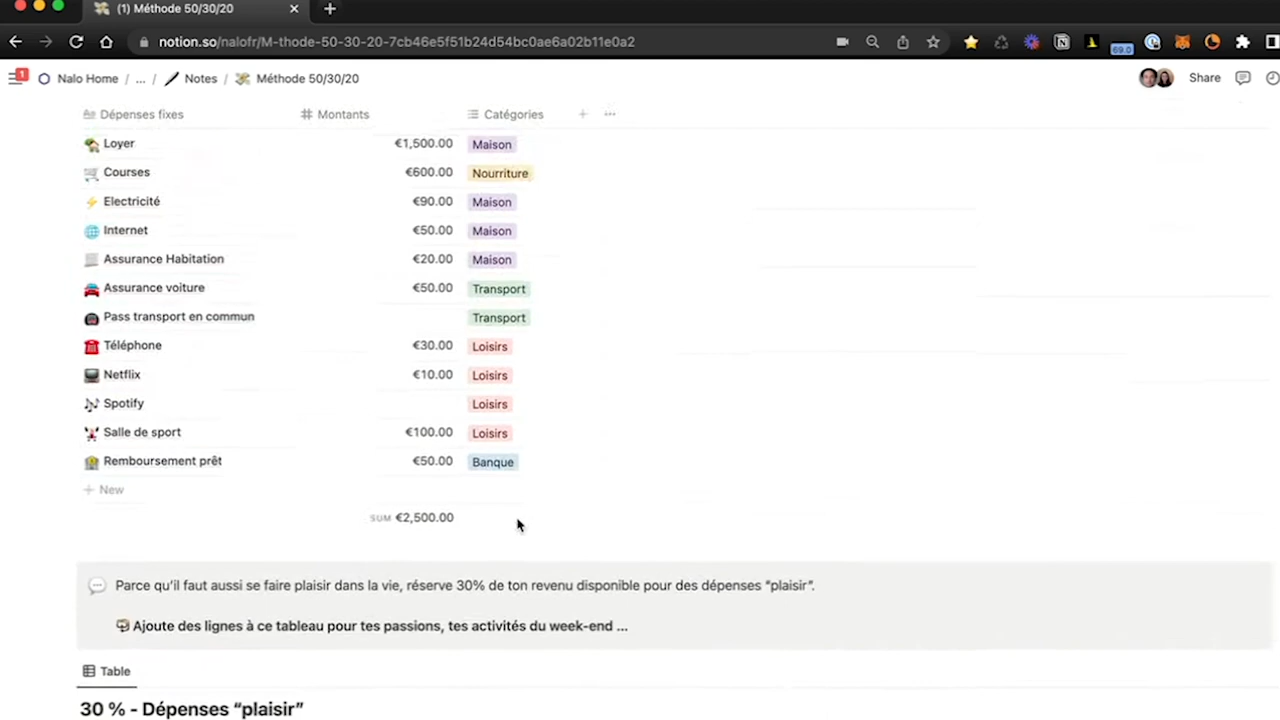 (1) Méthode 50/30/20
notion.so/nalofr/M-thode-50-30-20-7cb46e5f51b24d54bc0ae6a02b11e0a2
69.0
1
Nalo Home / ... / Notes / Méthode 50/30/20
Share
Dépenses fixes Montants Catégories
Loyer €1,500.00 Maison
Courses €600.00 Nourriture
Electricité €90.00 Maison
Internet €50.00 Maison
Assurance Habitation €20.00 Maison
Assurance voiture €50.00 Transport
Pass transport en commun Transport
Téléphone €30.00 Loisirs
Netflix €10.00 Loisirs
Spotify Loisirs
Salle de sport €100.00 Loisirs
Remboursement prêt €50.00 Banque
+ New
SUM €2,500.00
Parce qu'il faut aussi se faire plaisir dans la vie, réserve 30% de ton revenu disponible pour des dépenses “plaisir”.
Ajoute des lignes à ce tableau pour tes passions, tes activités du week-end ...
Table
30 % - Dépenses “plaisir”